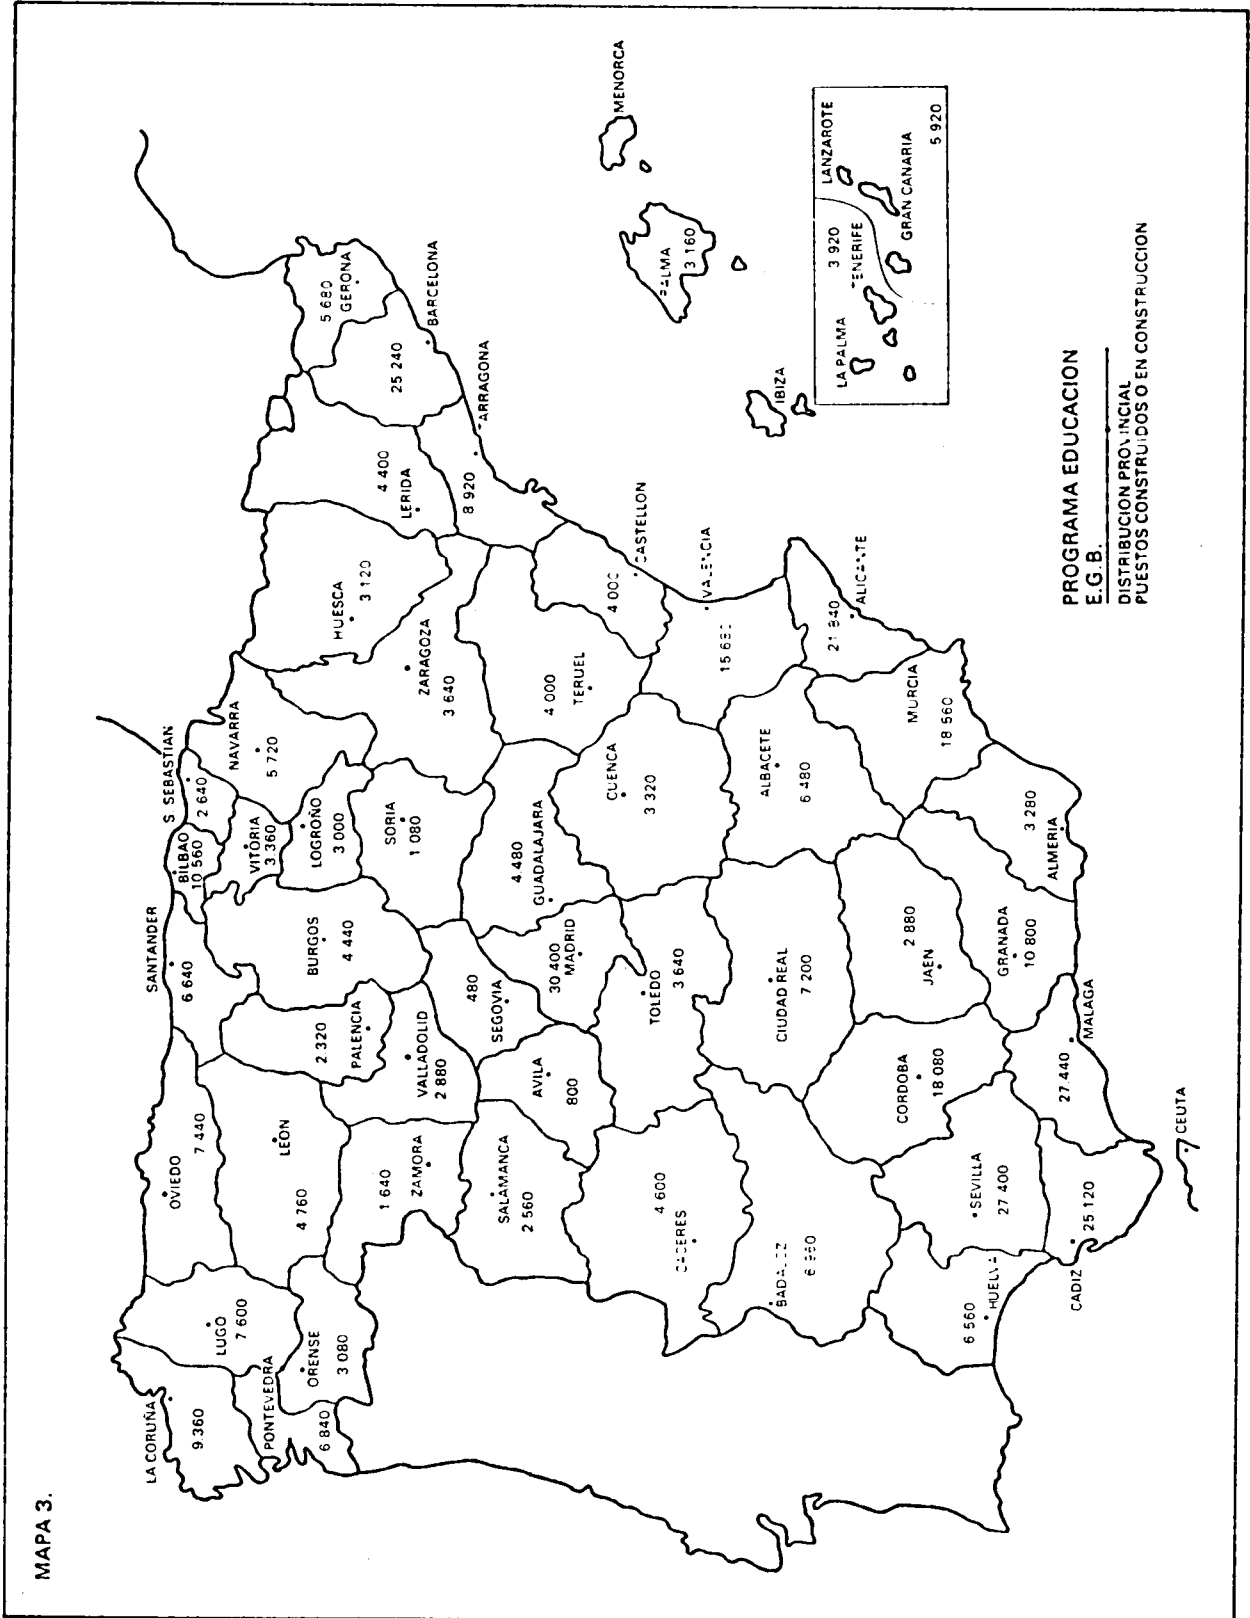 MAPA 3.
LA CORUÑA
9.360
LUGO
7 600
PONTEVEDRA
6 840
ORENSE
3 080
OVIEDO
7 440
LEÓN
4 760
SANTANDER
6 640
BILBAO
10 560
S SEBASTIAN
2 640
VITORIA
3 360
NAVARRA
5 720
LOGROÑO
3 000
BURGOS
4 440
PALENCIA
2 320
VALLADOLID
2 880
ZAMORA
1 640
SALAMANCA
2 560
AVILA
800
SEGOVIA
480
SORIA
1 080
HUESCA
3 120
ZARAGOZA
3 640
TERUEL
4 000
LERIDA
4 400
5 680
GERONA
25 240
BARCELONA
TARRAGONA
8 920
CASTELLON
4 000
VALENCIA
ALICANTE
MURCIA
18 560
ALBACETE
6 480
CUENCA
3 320
4.480
GUADALAJARA
30 400
MADRID
TOLEDO
3 640
CIUDAD REAL
7 200
CACERES
4 600
BADAJOZ
HUELVA
6 560
SEVILLA
27 400
CORDOBA
18 080
2 880
JAEN
GRANADA
10 800
ALMERIA
3 280
MALAGA
27.440
CADIZ
25.120
CEUTA
MENORCA
PALMA
3 160
IBIZA
LA PALMA
3 920
TENERIFE
LANZAROTE
GRAN CANARIA
5 920
PROGRAMA EDUCACION
E.G.B.
DISTRIBUCION PROVINCIAL
PUESTOS CONSTRUIDOS O EN CONSTRUCCION